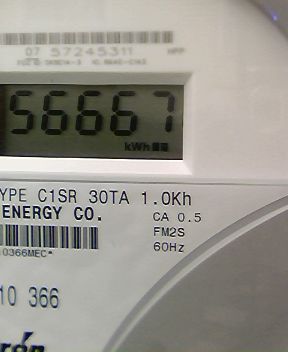 07 57245311
56667
kWh
YPE C1SR 30TA 1.0Kh
ENERGY CO.
CA 0.5
FM2S
60Hz
0366MEC*
10 366
rón